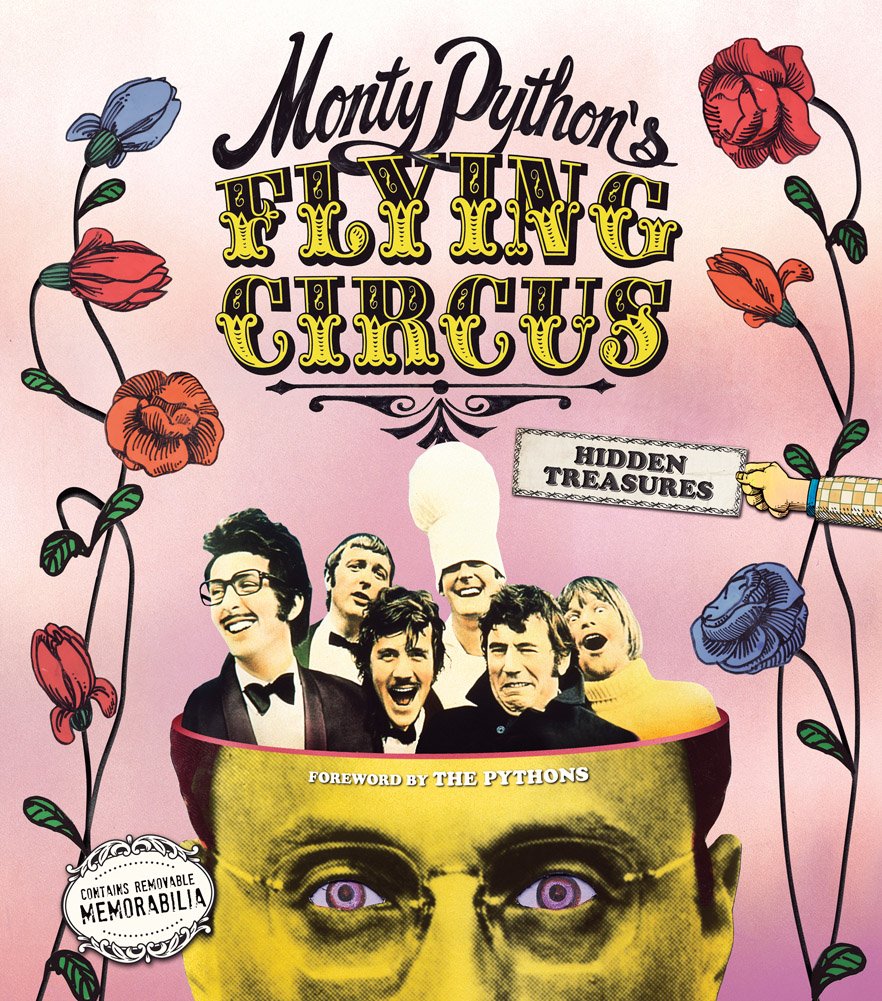 Monty Python's
FLYING
CIRCUS
HIDDEN
TREASURES
FOREWORD BY THE PYTHONS
CONTAINS REMOVABLE
MEMORABILIA